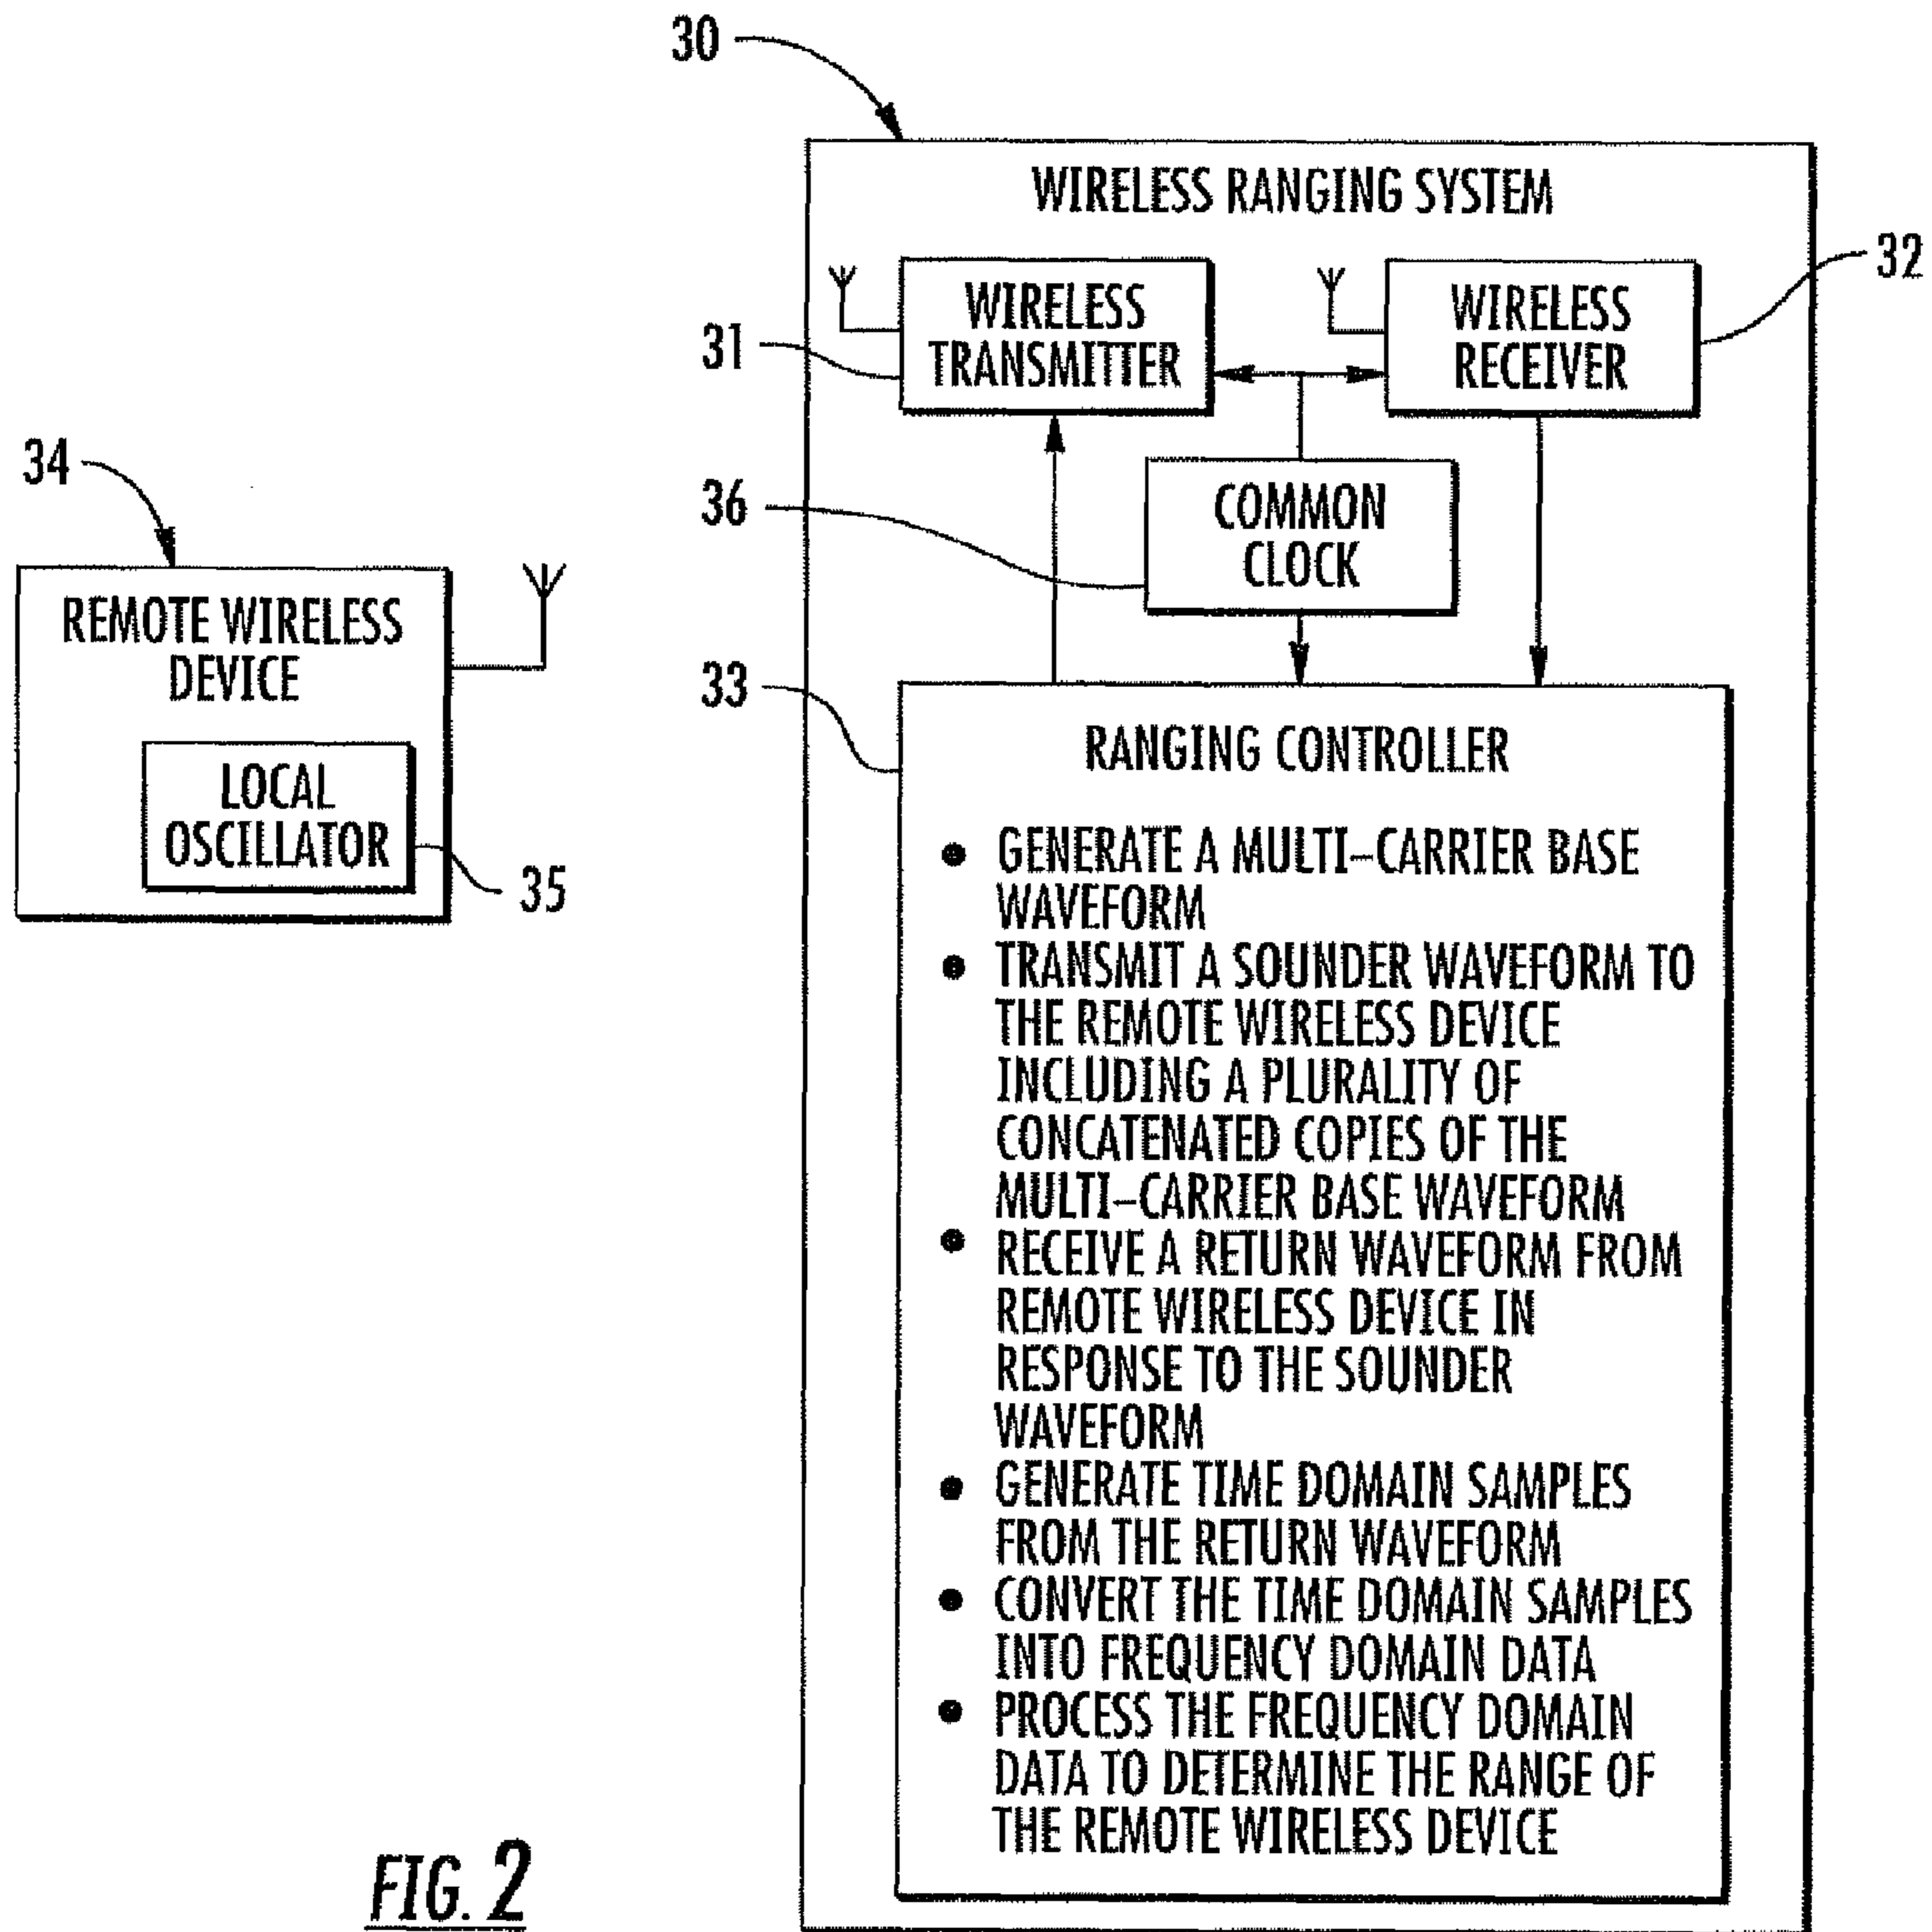 30
WIRELESS RANGING SYSTEM
32
WIRELESS
TRANSMITTER
WIRELESS
RECEIVER
31
34
36
COMMON
CLOCK
REMOTE WIRELESS
DEVICE
33
LOCAL
OSCILLATOR
35
RANGING CONTROLLER
• GENERATE A MULTI-CARRIER BASE
WAVEFORM
• TRANSMIT A SOUNDER WAVEFORM TO
THE REMOTE WIRELESS DEVICE
INCLUDING A PLURALITY OF
CONCATENATED COPIES OF THE
MULTI-CARRIER BASE WAVEFORM
• RECEIVE A RETURN WAVEFORM FROM
REMOTE WIRELESS DEVICE IN
RESPONSE TO THE SOUNDER
WAVEFORM
• GENERATE TIME DOMAIN SAMPLES
FROM THE RETURN WAVEFORM
• CONVERT THE TIME DOMAIN SAMPLES
INTO FREQUENCY DOMAIN DATA
• PROCESS THE FREQUENCY DOMAIN
DATA TO DETERMINE THE RANGE OF
THE REMOTE WIRELESS DEVICE
FIG. 2